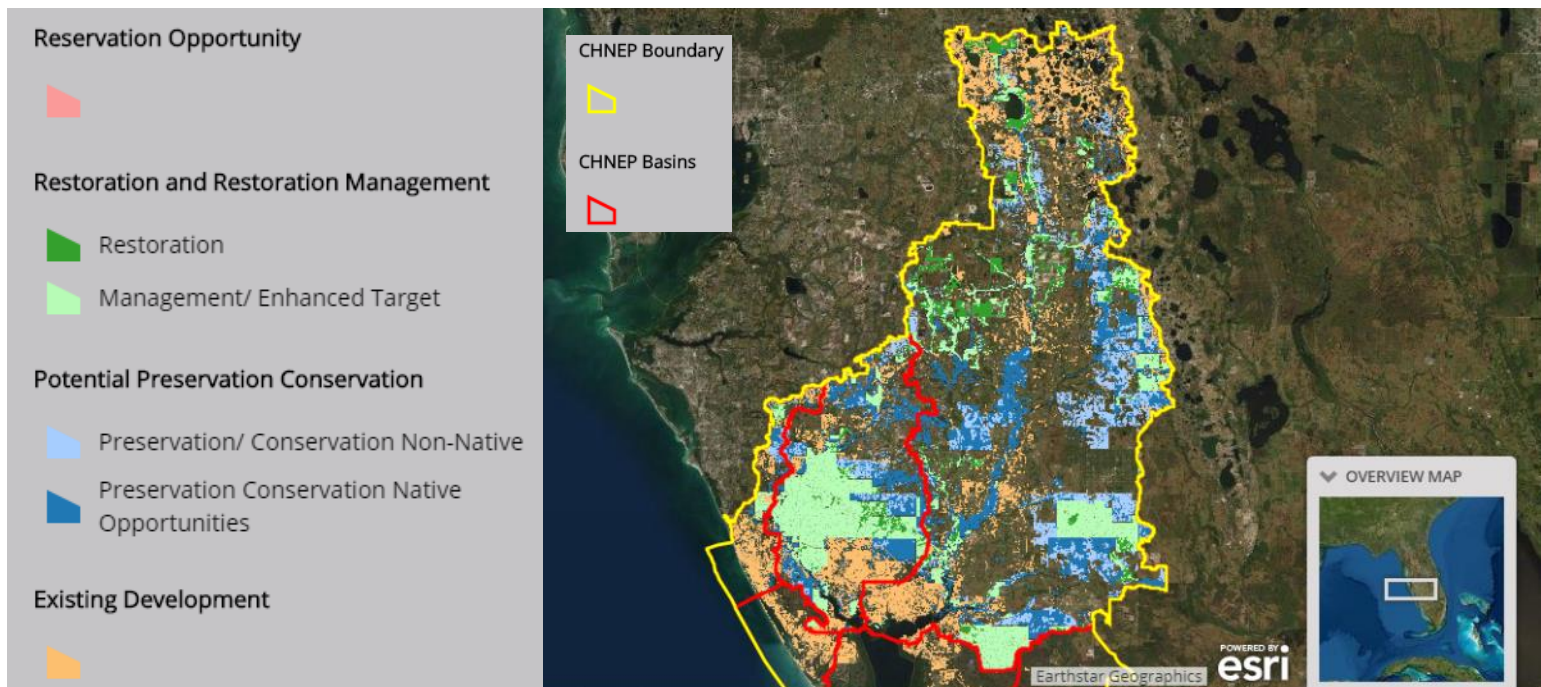 Reservation Opportunity
Restoration and Restoration Management
Restoration
Management/ Enhanced Target
Potential Preservation Conservation
Preservation/ Conservation Non-Native
Preservation Conservation Native
Opportunities
Existing Development
CHNEP Boundary
CHNEP Basins
OVERVIEW MAP
POWERED BY
esri
Earthstar Geographics